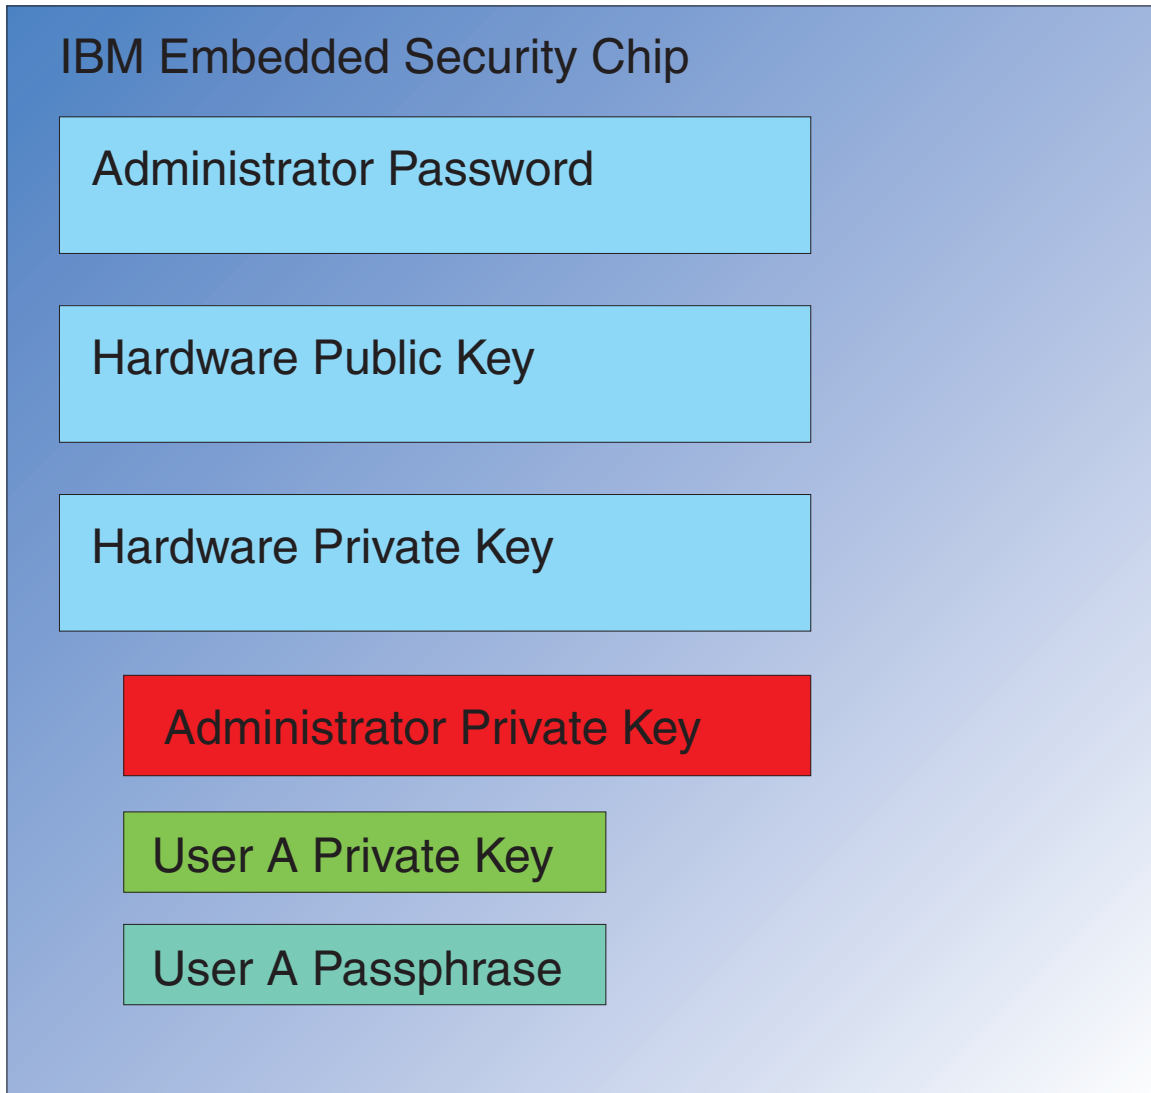 IBM Embedded Security Chip
Administrator Password
Hardware Public Key
Hardware Private Key
Administrator Private Key
User A Private Key
User A Passphrase